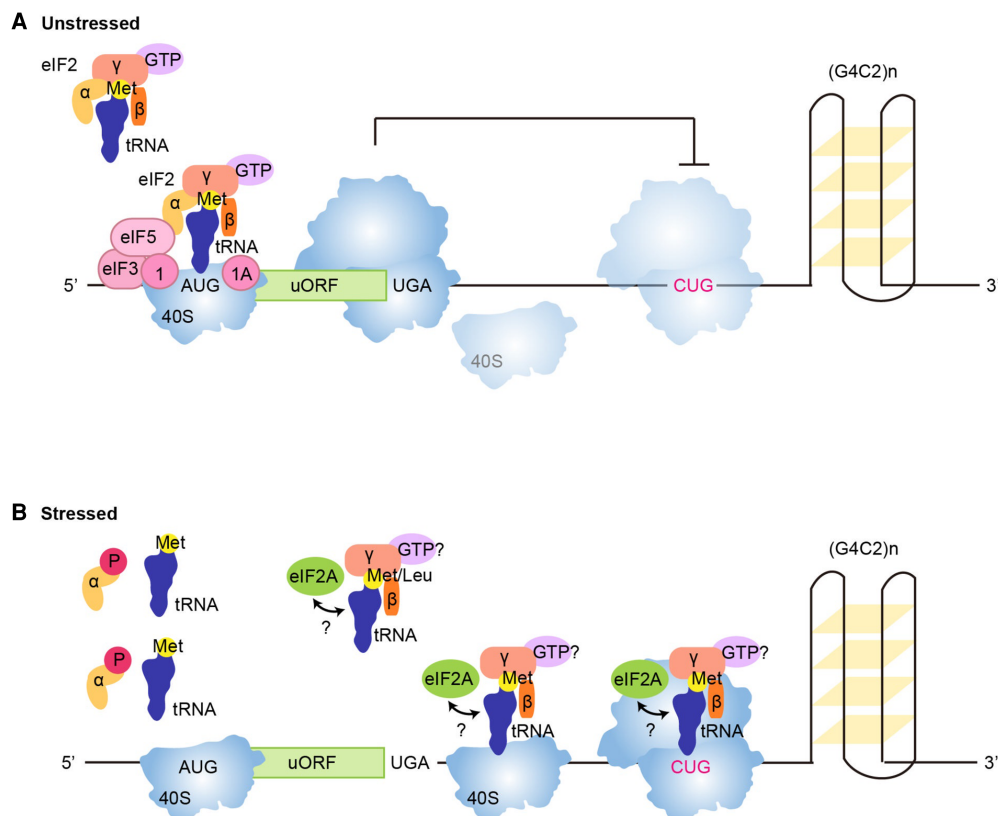 A Unstressed
eIF2 γ GTP
α Met β
tRNA
(G4C2)n
eIF2 γ GTP
α Met β
tRNA
eIF5
eIF3 1 1A
5’ AUG uORF UGA CUG 3’
40S
40S
B Stressed
P Met
α
tRNA
γ GTP?
eIF2A Met/Leu
β
?
tRNA
(G4C2)n
P Met
α
tRNA
γ GTP?
eIF2A Met
β
?
tRNA
γ GTP?
eIF2A Met
β
?
tRNA
5’ AUG uORF UGA CUG 3’
40S 40S